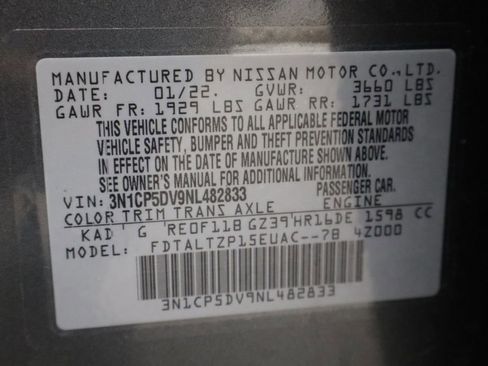 MANUFACTURED BY NISSAN MOTOR CO., LTD.
DATE: 01/22. GVWR: 3660 LBS
GAWR FR: 1929 LBS GAWR RR: 1731 LBS
THIS VEHICLE CONFORMS TO ALL APPLICABLE FEDERAL MOTOR
VEHICLE SAFETY, BUMPER AND THEFT PREVENTION STANDARDS
IN EFFECT ON THE DATE OF MANUFACTURE SHOWN ABOVE.
SEE OWNER'S MANUAL FOR ADDITIONAL INFORMATION.
VIN: 3N1CP5DV9NL482833 PASSENGER CAR.
COLOR TRIM TRANS AXLE ENGINE
KAD G RE0F11B GZ39 HR16DE 1598 CC
FDTALTZP15EUAC--7B 4Z000
3N1CP5DV9NL482833